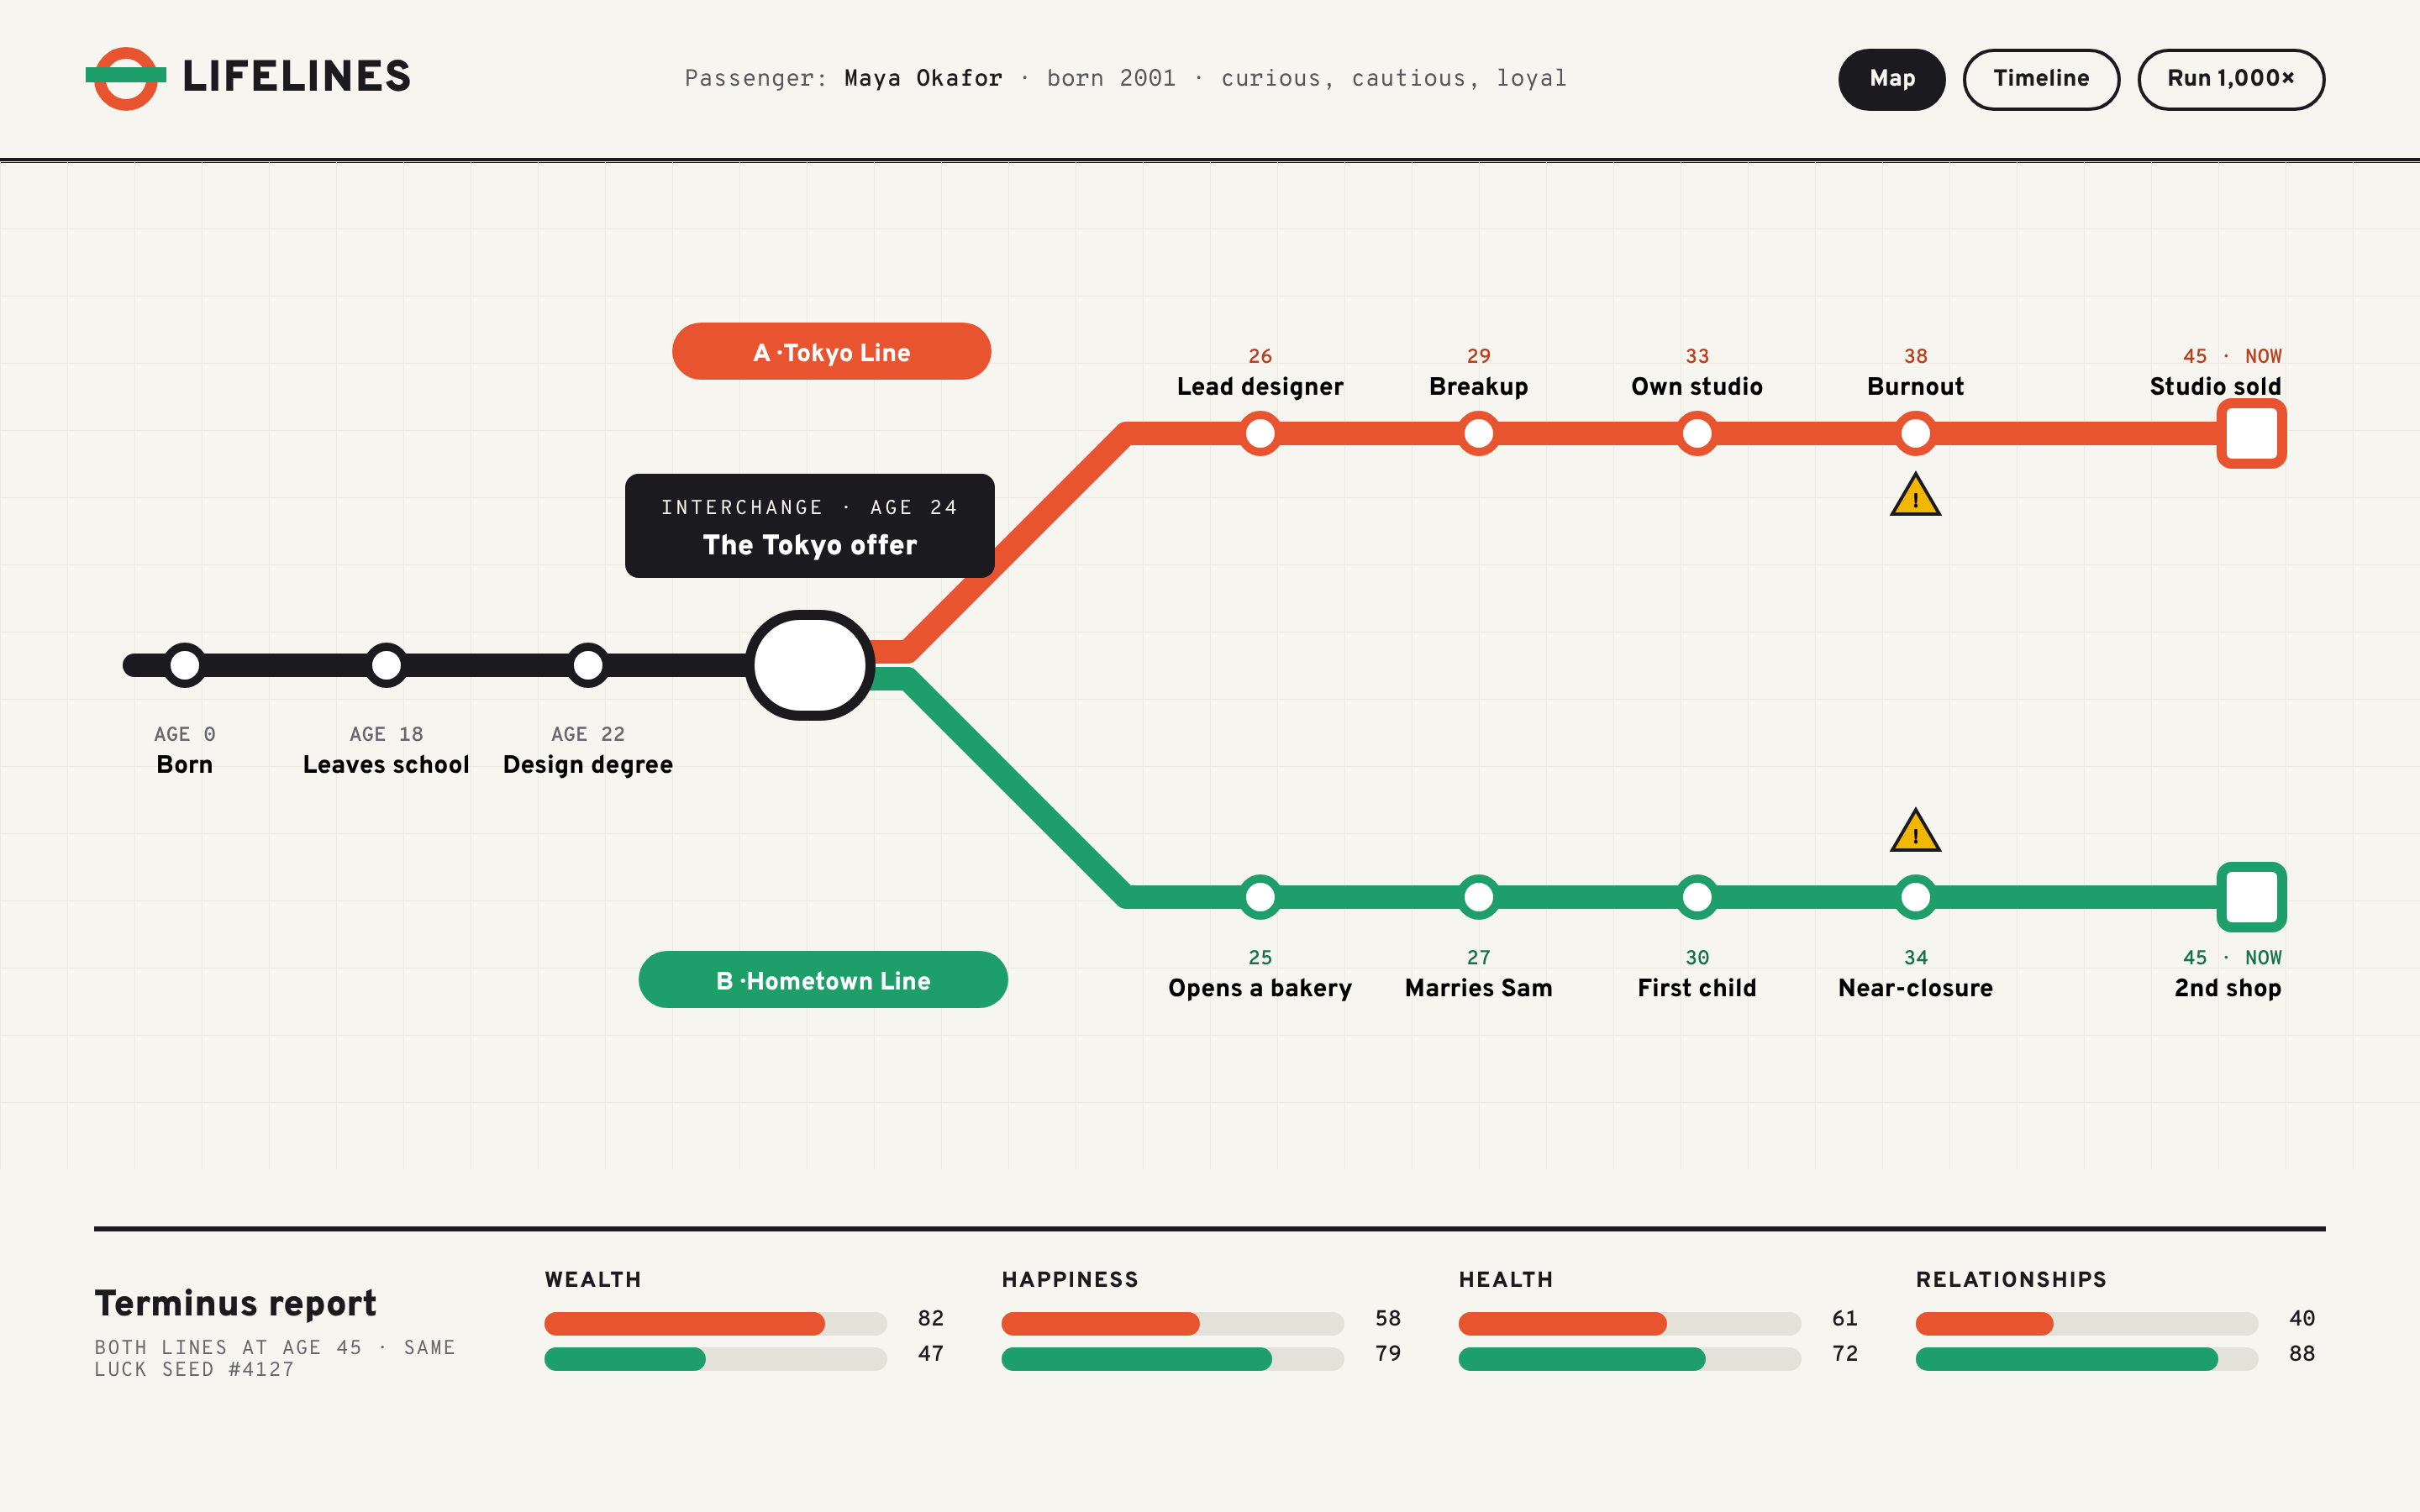 LIFELINES
Passenger: Maya Okafor · born 2001 · curious, cautious, loyal
Map
Timeline
Run 1,000×
A ·Tokyo Line
26
Lead designer
29
Breakup
33
Own studio
38
Burnout
45 · NOW
Studio sold
!
INTERCHANGE · AGE 24
The Tokyo offer
AGE 0
Born
AGE 18
Leaves school
AGE 22
Design degree
!
B ·Hometown Line
25
Opens a bakery
27
Marries Sam
30
First child
34
Near-closure
45 · NOW
2nd shop
Terminus report
BOTH LINES AT AGE 45 · SAME
LUCK SEED #4127
WEALTH
82
47
HAPPINESS
58
79
HEALTH
61
72
RELATIONSHIPS
40
88